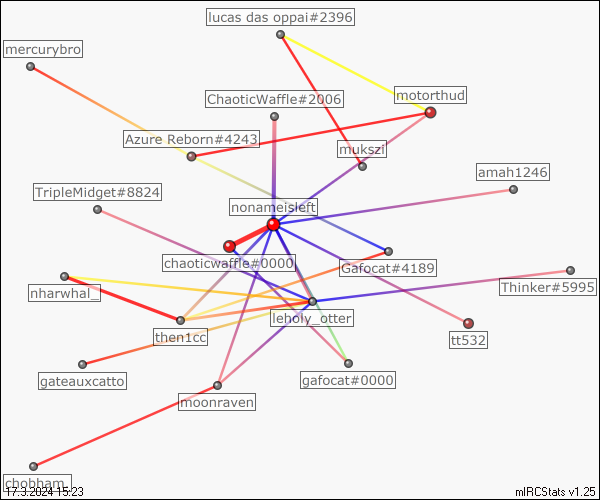 lucas das oppai#2396
mercurybro
motorthud
ChaoticWaffle#2006
Azure Reborn#4243
mukszi
amah1246
TripleMidget#8824
nonameisleft
chaoticwaffle#0000
Gafocat#4189
Thinker#5995
nharwhal_
leholy_otter
then1cc
tt532
gateauxcatto
gafocat#0000
moonraven
chobham_
17.3.2024 15:23
mIRCStats v1.25